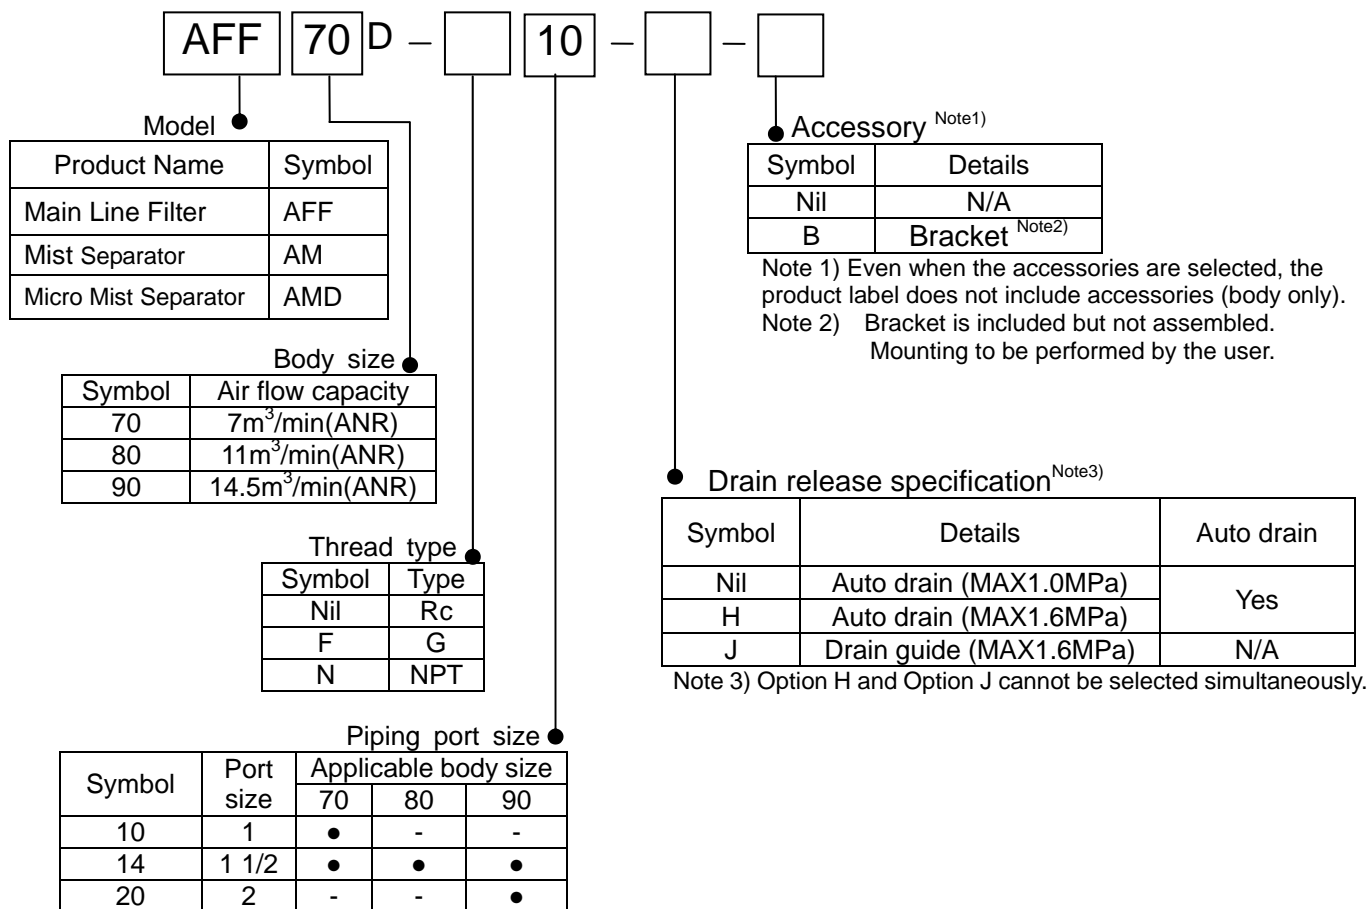 AFF 70 D – 10 – –
Model
Product Name Symbol
Main Line Filter AFF
Mist Separator AM
Micro Mist Separator AMD
Accessory Note1)
Symbol Details
Nil N/A
B Bracket Note2)
Note 1) Even when the accessories are selected, the
product label does not include accessories (body only).
Note 2) Bracket is included but not assembled.
Mounting to be performed by the user.
Body size
Symbol Air flow capacity
70 7m³/min(ANR)
80 11m³/min(ANR)
90 14.5m³/min(ANR)
Drain release specification Note3)
Symbol Details Auto drain
Nil Auto drain (MAX1.0MPa) Yes
H Auto drain (MAX1.6MPa)
J Drain guide (MAX1.6MPa) N/A
Note 3) Option H and Option J cannot be selected simultaneously.
Thread type
Symbol Type
Nil Rc
F G
N NPT
Piping port size
Symbol Port size Applicable body size
70 80 90
10 1 ● - -
14 1 1/2 ● ● ●
20 2 - - ●